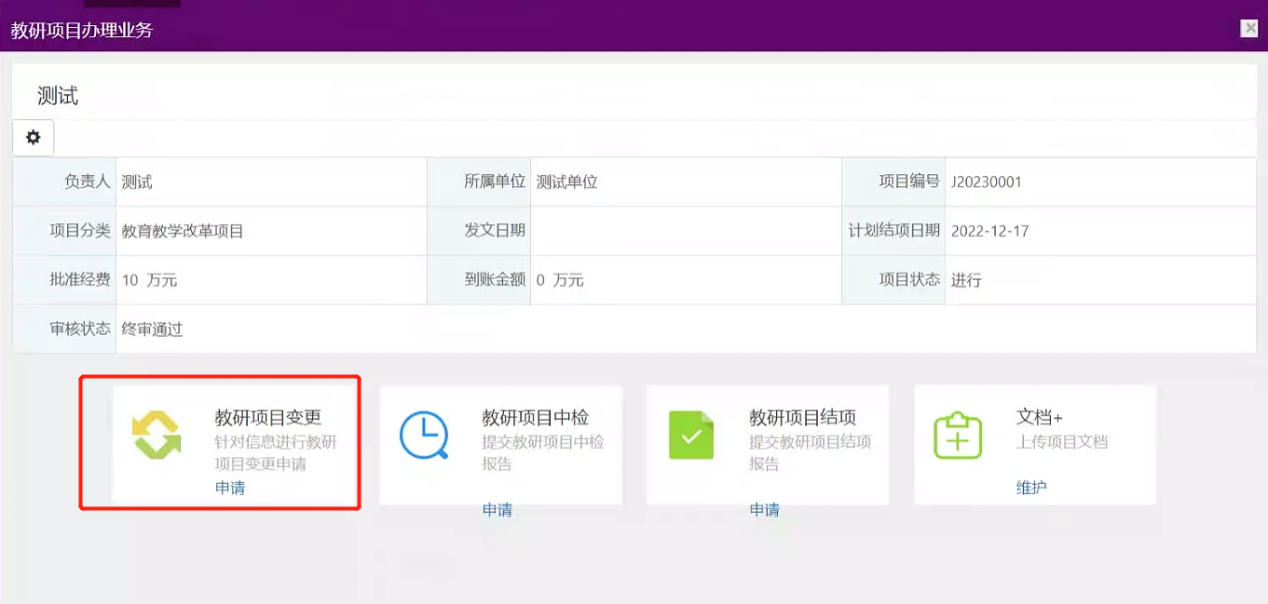 教研项目办理业务
测试
负责人 测试 所属单位 测试单位 项目编号 J20230001
项目分类 教育教学改革项目 发文日期 计划结项日期 2022-12-17
批准经费 10 万元 到账金额 0 万元 项目状态 进行
审核状态 终审通过
教研项目变更
针对信息进行教研
项目变更申请
申请
教研项目中检
提交教研项目中检
报告
申请
教研项目结项
提交教研项目结项
报告
申请
文档+
上传项目文档
维护